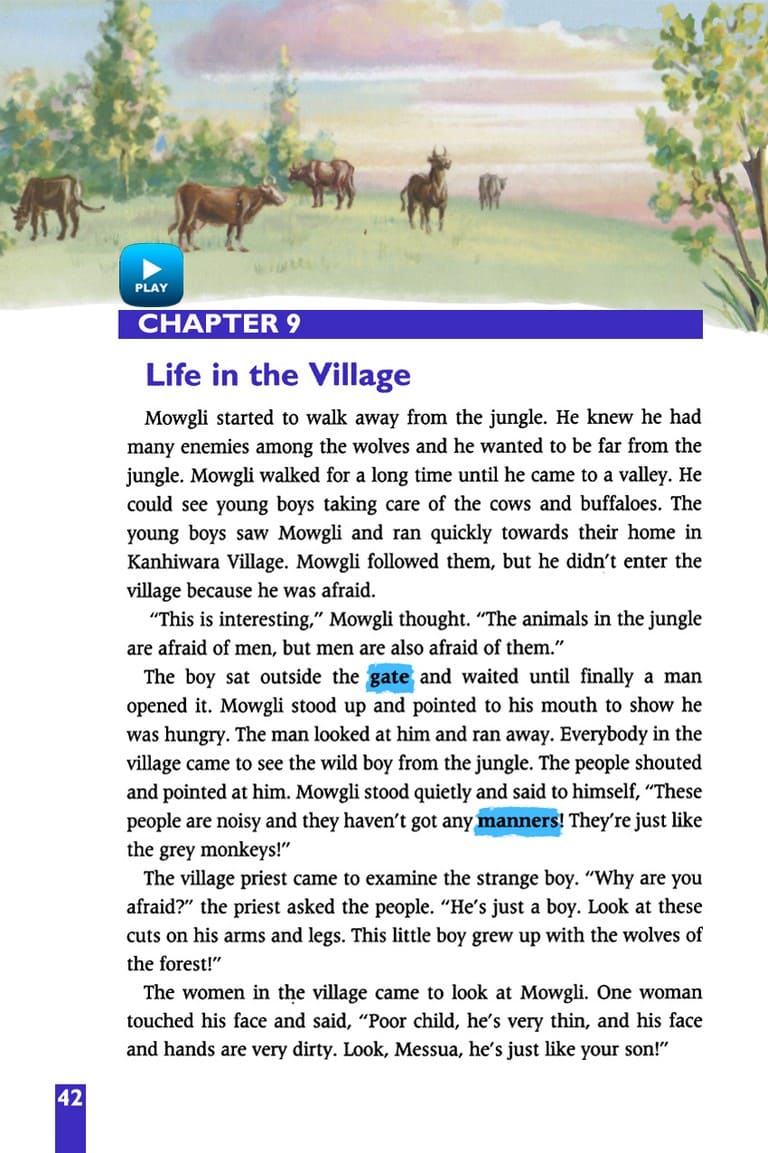 PLAY
CHAPTER 9
Life in the Village
Mowgli started to walk away from the jungle. He knew he had
many enemies among the wolves and he wanted to be far from the
jungle. Mowgli walked for a long time until he came to a valley. He
could see young boys taking care of the cows and buffaloes. The
young boys saw Mowgli and ran quickly towards their home in
Kanhiwara Village. Mowgli followed them, but he didn't enter the
village because he was afraid.
“This is interesting,” Mowgli thought. “The animals in the jungle
are afraid of men, but men are also afraid of them.”
The boy sat outside the gate and waited until finally a man
opened it. Mowgli stood up and pointed to his mouth to show he
was hungry. The man looked at him and ran away. Everybody in the
village came to see the wild boy from the jungle. The people shouted
and pointed at him. Mowgli stood quietly and said to himself, “These
people are noisy and they haven't got any manners! They're just like
the grey monkeys!”
The village priest came to examine the strange boy. “Why are you
afraid?” the priest asked the people. “He's just a boy. Look at these
cuts on his arms and legs. This little boy grew up with the wolves of
the forest!”
The women in the village came to look at Mowgli. One woman
touched his face and said, “Poor child, he's very thin, and his face
and hands are very dirty. Look, Messua, he's just like your son!”
42